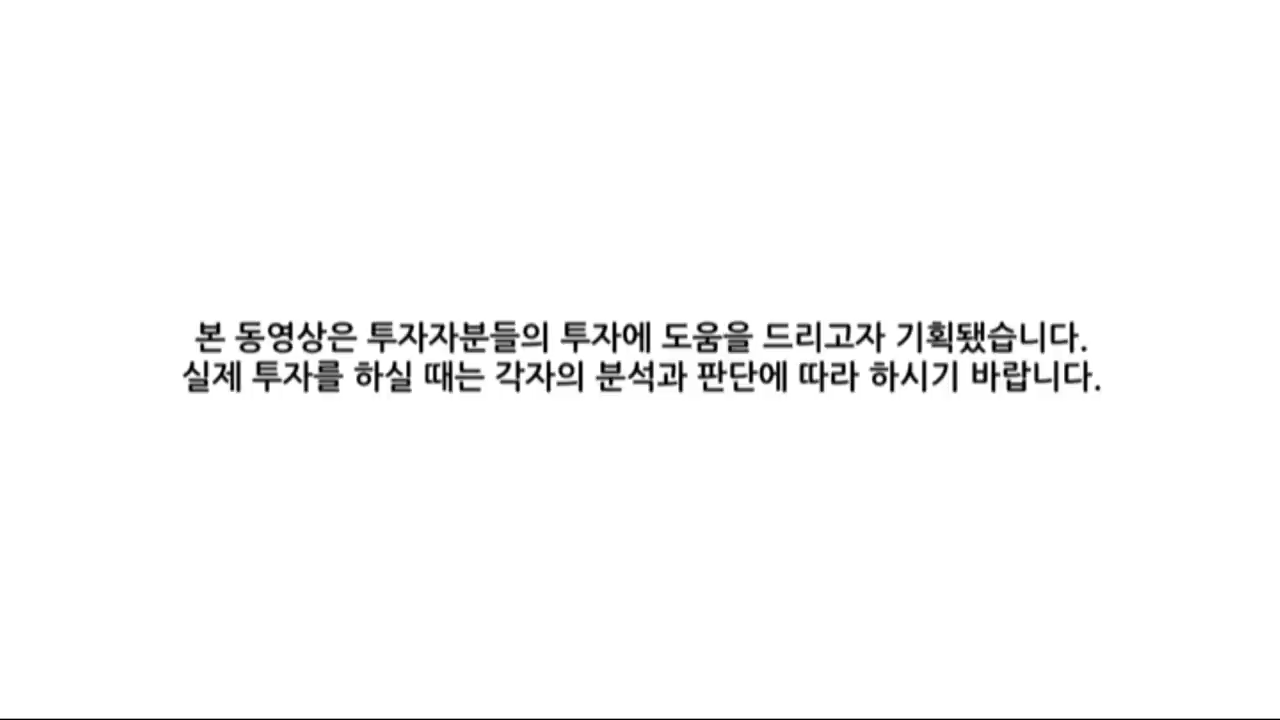 본 동영상은 투자자분들의 투자에 도움을 드리고자 기획됐습니다.
실제 투자를 하실 때는 각자의 분석과 판단에 따라 하시기 바랍니다.